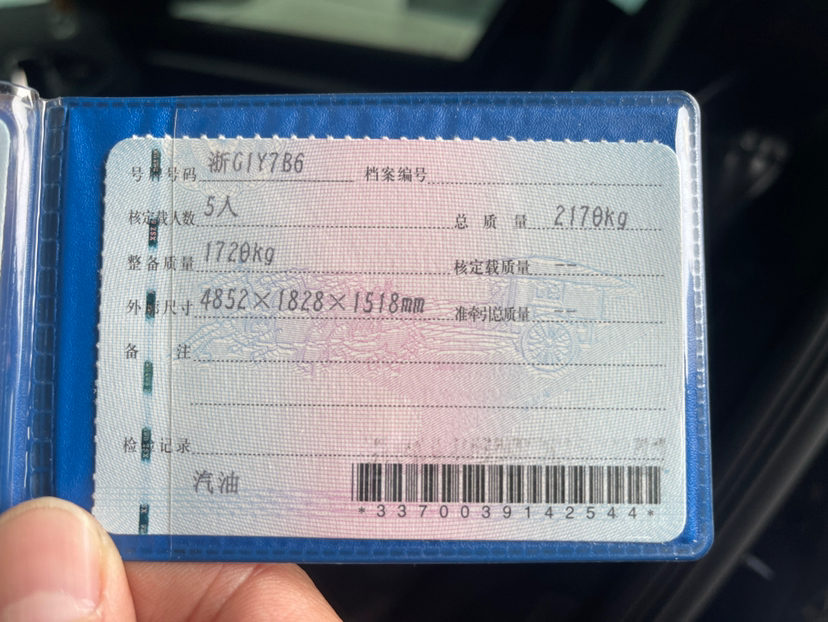 号牌号码 浙G1Y7B6 档案编号
核定载人数 5人 总质量 2170kg
整备质量 1720kg 核定载质量 --
外廓尺寸 4852×1828×1518mm 准牵引总质量 --
备注
检验记录
汽油
*3370039142544*